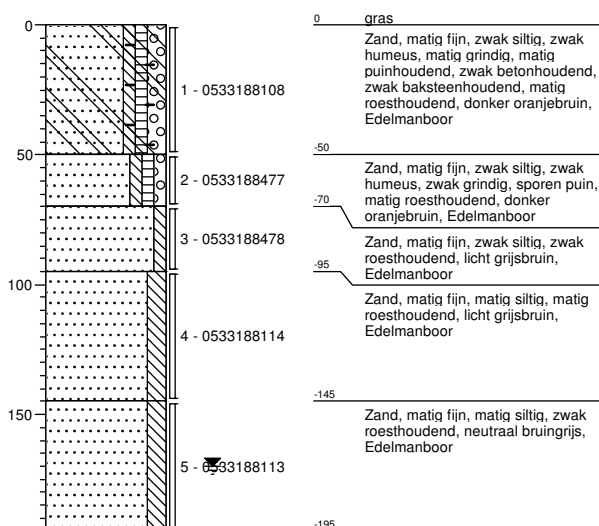 0
50
100
150
1 - 0533188108
2 - 0533188477
3 - 0533188478
4 - 0533188114
5 - 0533188113
0
gras
Zand, matig fijn, zwak siltig, zwak
humeus, matig grindig, matig
puinhoudend, zwak betonhoudend,
zwak baksteenhoudend, matig
roesthoudend, donker oranjebruin,
Edelmanboor
-50
Zand, matig fijn, zwak siltig, zwak
humeus, zwak grindig, sporen puin,
matig roesthoudend, donker
oranjebruin, Edelmanboor
-70
Zand, matig fijn, zwak siltig, zwak
roesthoudend, licht grijsbruin,
Edelmanboor
-95
Zand, matig fijn, matig siltig, matig
roesthoudend, licht grijsbruin,
Edelmanboor
-145
Zand, matig fijn, matig siltig, zwak
roesthoudend, neutraal bruingrijs,
Edelmanboor
-195